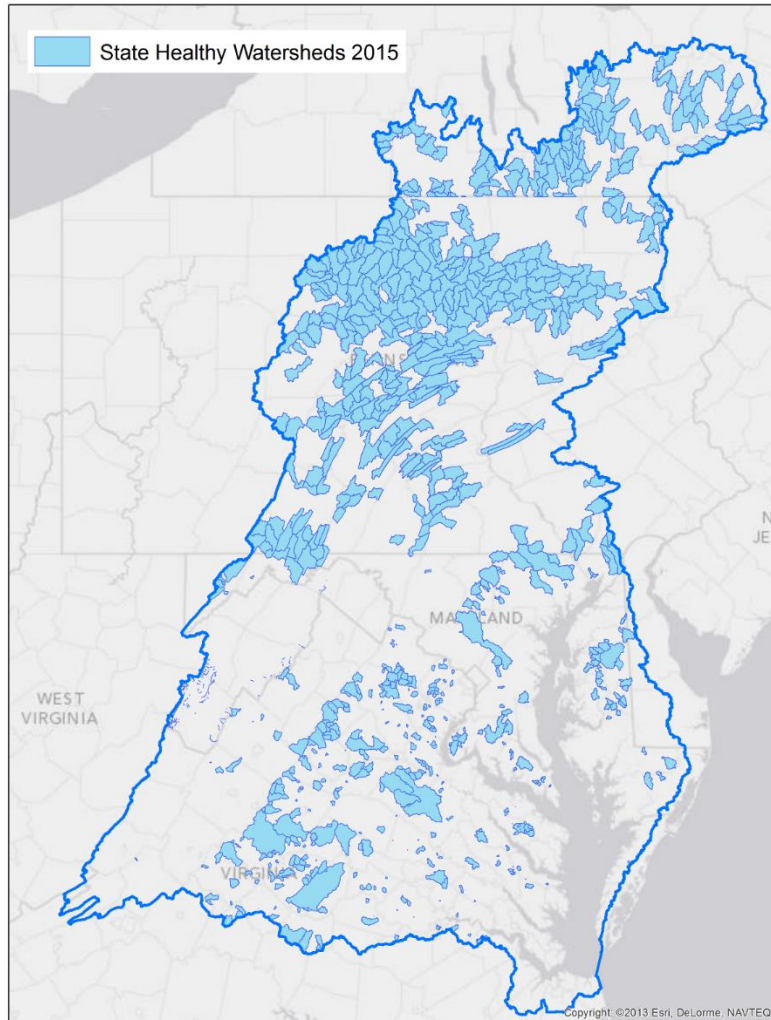 State Healthy Watersheds 2015
N
JE
MARYLAND
WEST
VIRGINIA
VIRGINIA
Copyright: ©2013 Esri, DeLorme, NAVTEQ